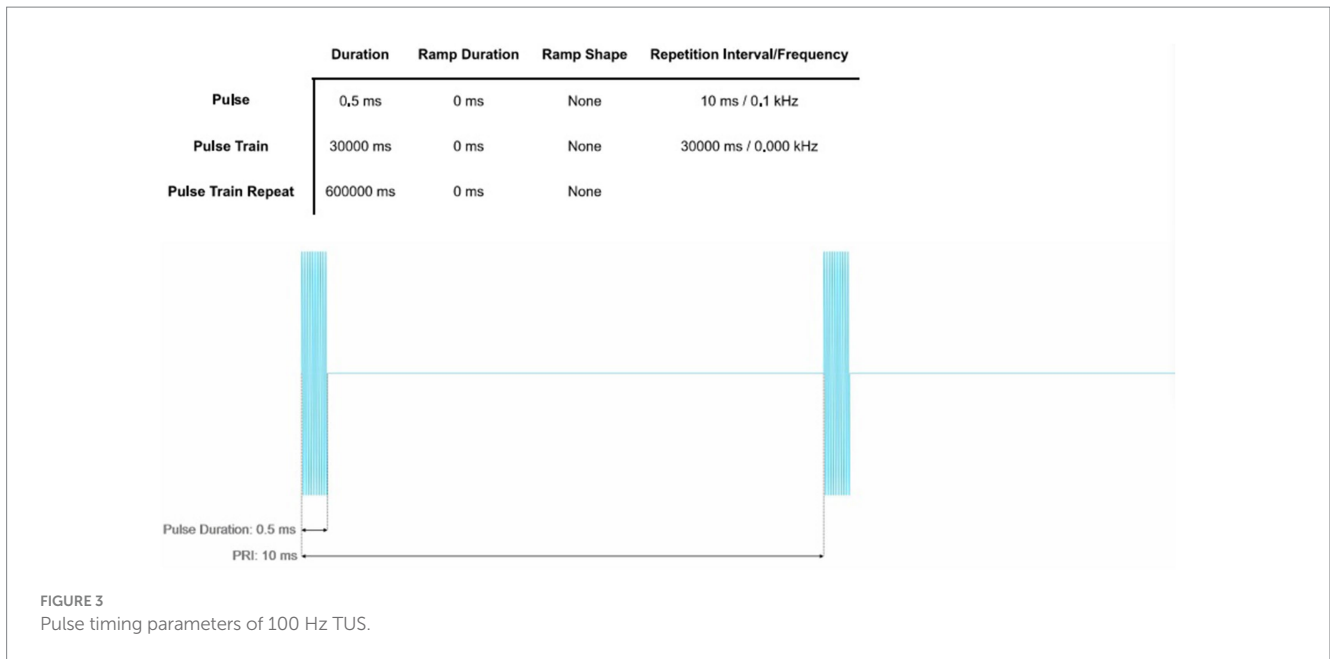 Duration Ramp Duration Ramp Shape Repetition Interval/Frequency
Pulse 0.5 ms 0 ms None 10 ms / 0.1 kHz
Pulse Train 30000 ms 0 ms None 30000 ms / 0.000 kHz
Pulse Train Repeat 600000 ms 0 ms None
Pulse Duration: 0.5 ms
PRI: 10 ms
FIGURE 3
Pulse timing parameters of 100 Hz TUS.